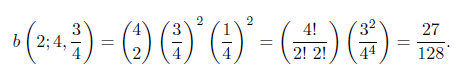 b(2; 4, 3/4) = (4 2) (3/4)^2 (1/4)^2 = (4!/(2! 2!)) (3^2/4^4) = 27/128.